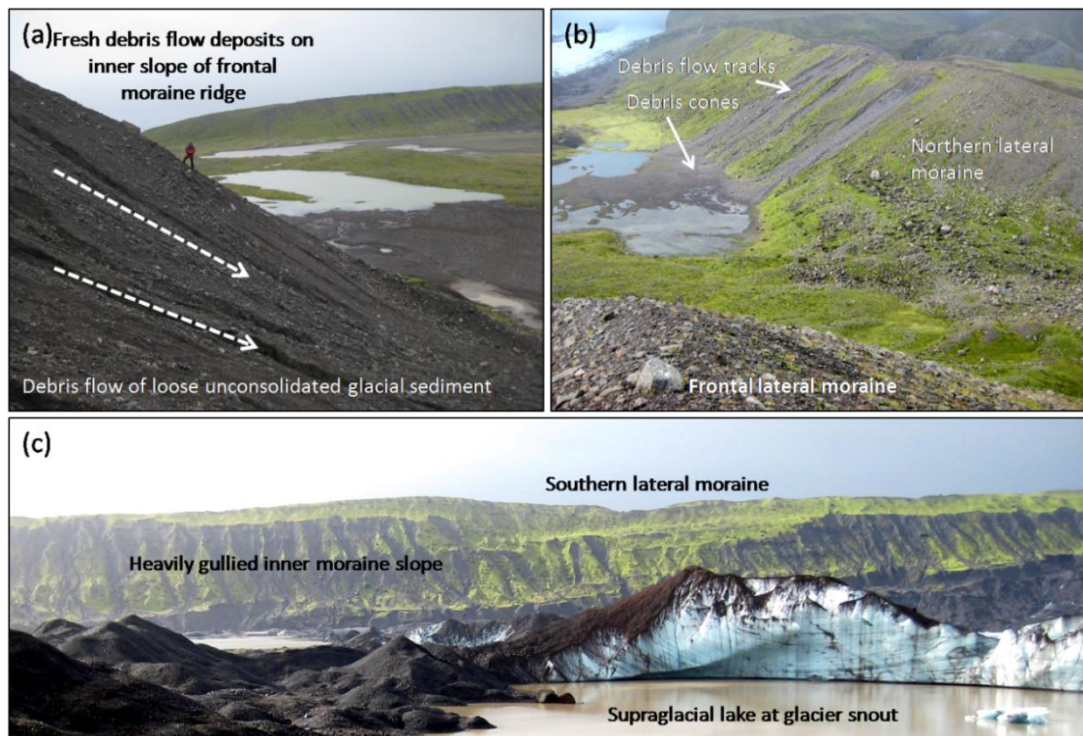 (a)
Fresh debris flow deposits on
inner slope of frontal
moraine ridge
Debris flow of loose unconsolidated glacial sediment
(b)
Debris flow tracks
Debris cones
Northern lateral
moraine
Frontal lateral moraine
(c)
Southern lateral moraine
Heavily gullied inner moraine slope
Supraglacial lake at glacier snout